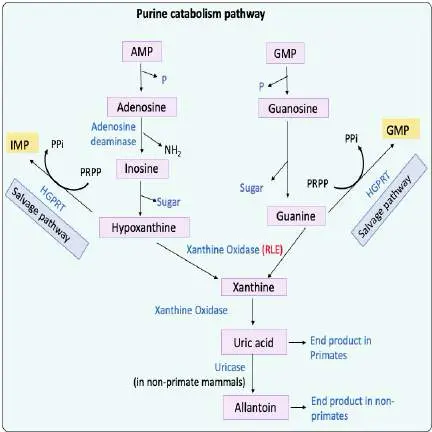 Purine catabolism pathway
AMP
GMP
P
P
Adenosine
Guanosine
Adenosine
deaminase
NH2
IMP
PPi
PRPP
HGPRT
Salvage pathway
Inosine
Sugar
Hypoxanthine
Sugar
Guanine
PRPP
PPi
GMP
HGPRT
Salvage pathway
Xanthine Oxidase (RLE)
Xanthine
Xanthine Oxidase
Uric acid
End product in
Primates
Uricase
(in non-primate mammals)
Allantoin
End product in non-
primates